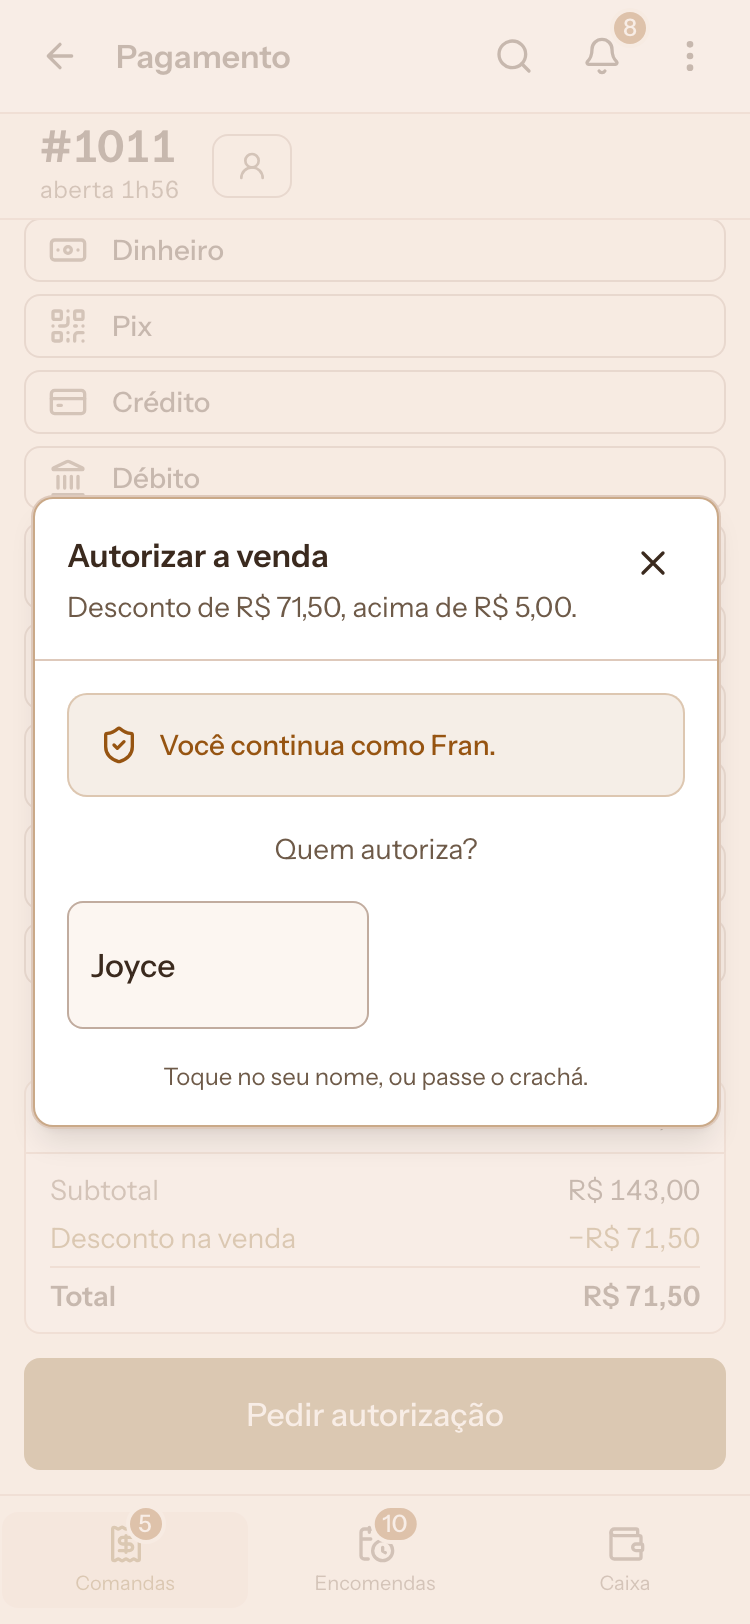 Pagamento
8
#1011
aberta 1h56
Dinheiro
Pix
Crédito
Débito
Autorizar a venda
Desconto de R$ 71,50, acima de R$ 5,00.
Você continua como Fran.
Quem autoriza?
Joyce
Toque no seu nome, ou passe o crachá.
Subtotal R$ 143,00
Desconto na venda −R$ 71,50
Total R$ 71,50
Pedir autorização
5
Comandas
10
Encomendas
Caixa